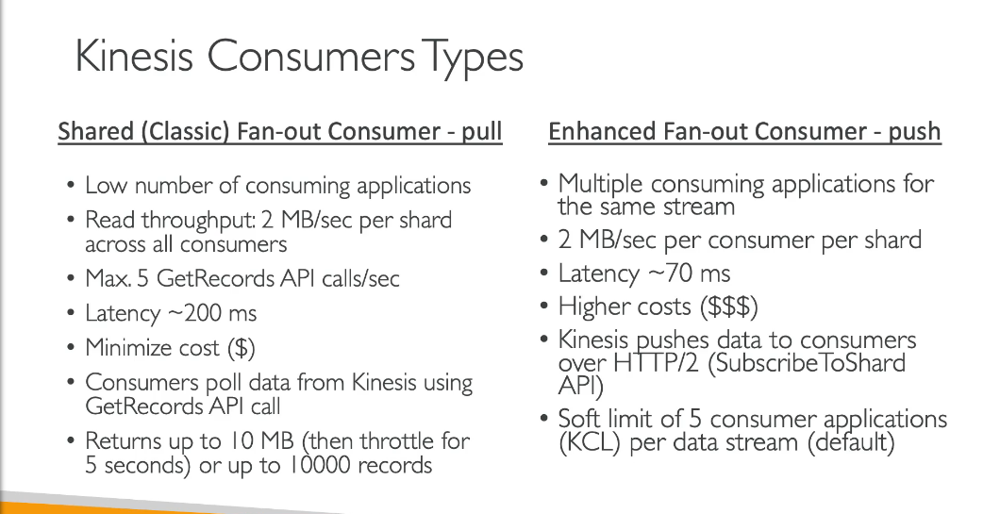 Kinesis Consumers Types
Shared (Classic) Fan-out Consumer - pull
• Low number of consuming applications
• Read throughput: 2 MB/sec per shard
across all consumers
• Max. 5 GetRecords API calls/sec
• Latency ~200 ms
• Minimize cost ($)
• Consumers poll data from Kinesis using
GetRecords API call
• Returns up to 10 MB (then throttle for
5 seconds) or up to 10000 records
Enhanced Fan-out Consumer - push
• Multiple consuming applications for
the same stream
• 2 MB/sec per consumer per shard
• Latency ~70 ms
• Higher costs ($$$)
• Kinesis pushes data to consumers
over HTTP/2 (SubscribeToShard
API)
• Soft limit of 5 consumer applications
(KCL) per data stream (default)